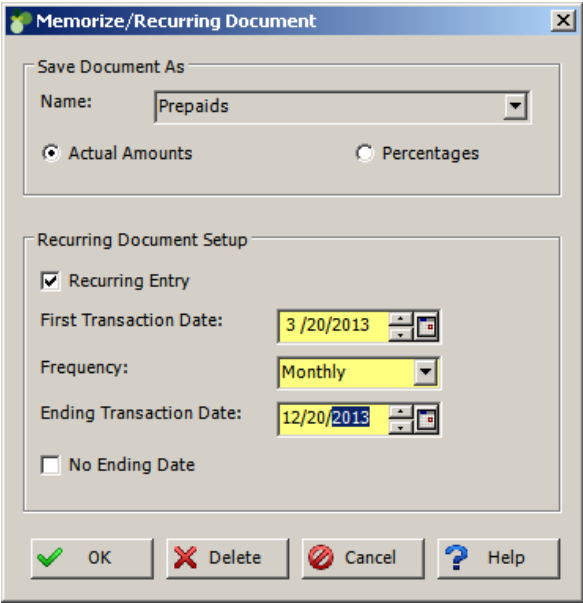 Memorize/Recurring Document
Save Document As
Name: Prepaids
Actual Amounts Percentages
Recurring Document Setup
Recurring Entry
First Transaction Date: 3 /20/2013
Frequency: Monthly
Ending Transaction Date: 12/20/2013
No Ending Date
OK Delete Cancel Help